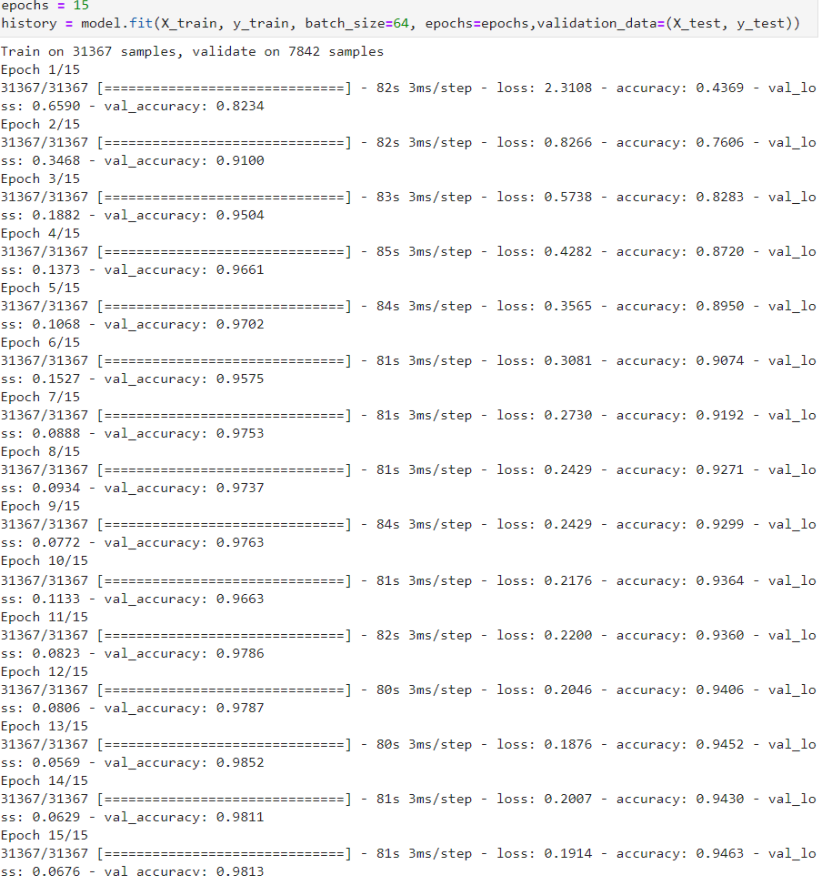 epochs = 15
history = model.fit(X_train, y_train, batch_size=64, epochs=epochs,validation_data=(X_test, y_test))
Train on 31367 samples, validate on 7842 samples
Epoch 1/15
31367/31367 [==============================] - 82s 3ms/step - loss: 2.3108 - accuracy: 0.4369 - val_lo
ss: 0.6590 - val_accuracy: 0.8234
Epoch 2/15
31367/31367 [==============================] - 82s 3ms/step - loss: 0.8266 - accuracy: 0.7606 - val_lo
ss: 0.3468 - val_accuracy: 0.9100
Epoch 3/15
31367/31367 [==============================] - 83s 3ms/step - loss: 0.5738 - accuracy: 0.8283 - val_lo
ss: 0.1882 - val_accuracy: 0.9504
Epoch 4/15
31367/31367 [==============================] - 85s 3ms/step - loss: 0.4282 - accuracy: 0.8720 - val_lo
ss: 0.1373 - val_accuracy: 0.9661
Epoch 5/15
31367/31367 [==============================] - 84s 3ms/step - loss: 0.3565 - accuracy: 0.8950 - val_lo
ss: 0.1068 - val_accuracy: 0.9702
Epoch 6/15
31367/31367 [==============================] - 81s 3ms/step - loss: 0.3081 - accuracy: 0.9074 - val_lo
ss: 0.1527 - val_accuracy: 0.9575
Epoch 7/15
31367/31367 [==============================] - 81s 3ms/step - loss: 0.2730 - accuracy: 0.9192 - val_lo
ss: 0.0888 - val_accuracy: 0.9753
Epoch 8/15
31367/31367 [==============================] - 81s 3ms/step - loss: 0.2429 - accuracy: 0.9271 - val_lo
ss: 0.0934 - val_accuracy: 0.9737
Epoch 9/15
31367/31367 [==============================] - 84s 3ms/step - loss: 0.2429 - accuracy: 0.9299 - val_lo
ss: 0.0772 - val_accuracy: 0.9763
Epoch 10/15
31367/31367 [==============================] - 81s 3ms/step - loss: 0.2176 - accuracy: 0.9364 - val_lo
ss: 0.1133 - val_accuracy: 0.9663
Epoch 11/15
31367/31367 [==============================] - 82s 3ms/step - loss: 0.2200 - accuracy: 0.9360 - val_lo
ss: 0.0823 - val_accuracy: 0.9786
Epoch 12/15
31367/31367 [==============================] - 80s 3ms/step - loss: 0.2046 - accuracy: 0.9406 - val_lo
ss: 0.0806 - val_accuracy: 0.9787
Epoch 13/15
31367/31367 [==============================] - 80s 3ms/step - loss: 0.1876 - accuracy: 0.9452 - val_lo
ss: 0.0569 - val_accuracy: 0.9852
Epoch 14/15
31367/31367 [==============================] - 81s 3ms/step - loss: 0.2007 - accuracy: 0.9430 - val_lo
ss: 0.0629 - val_accuracy: 0.9811
Epoch 15/15
31367/31367 [==============================] - 81s 3ms/step - loss: 0.1914 - accuracy: 0.9463 - val_lo
ss: 0.0676 - val_accuracy: 0.9813